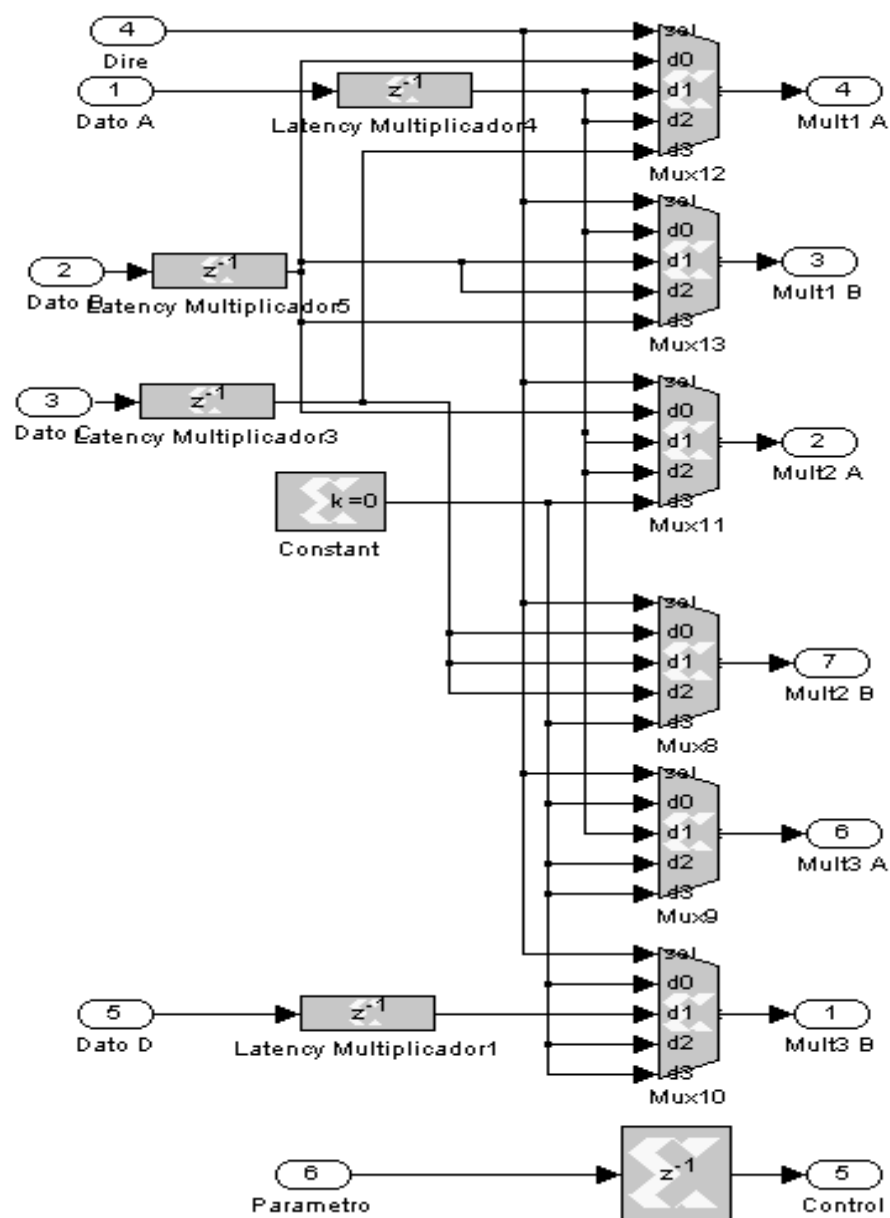 4
Dire
1
Dato A
z-1
Latency Multiplicador4
sel
d0
d1
d2
d3
Mux12
4
Mult1 A
2
Dato B
z-1
Latency Multiplicador5
sel
d0
d1
d2
d3
Mux13
3
Mult1 B
3
Dato C
z-1
Latency Multiplicador3
sel
d0
d1
d2
d3
Mux11
2
Mult2 A
k =0
Constant
sel
d0
d1
d2
d3
Mux8
7
Mult2 B
sel
d0
d1
d2
d3
Mux9
6
Mult3 A
5
Dato D
z-1
Latency Multiplicador1
sel
d0
d1
d2
d3
Mux10
1
Mult3 B
6
Parametro
z-1
5
Control